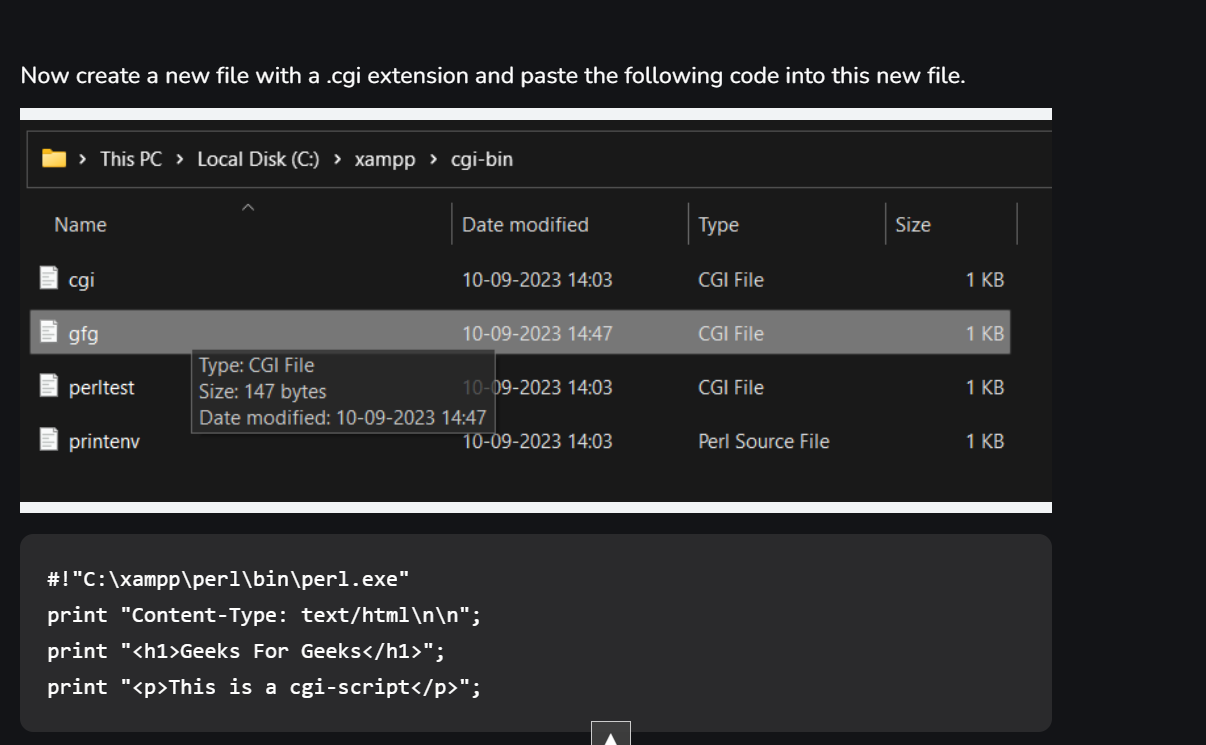 Now create a new file with a .cgi extension and paste the following code into this new file.
> This PC > Local Disk (C:) > xampp > cgi-bin
Name Date modified Type Size
cgi 10-09-2023 14:03 CGI File 1 KB
gfg 10-09-2023 14:47 CGI File 1 KB
Type: CGI File
Size: 147 bytes
Date modified: 10-09-2023 14:47
perltest 10-09-2023 14:03 CGI File 1 KB
printenv 10-09-2023 14:03 Perl Source File 1 KB
#!"C:\xampp\perl\bin\perl.exe"
print "Content-Type: text/html\n\n";
print "<h1>Geeks For Geeks</h1>";
print "<p>This is a cgi-script</p>";